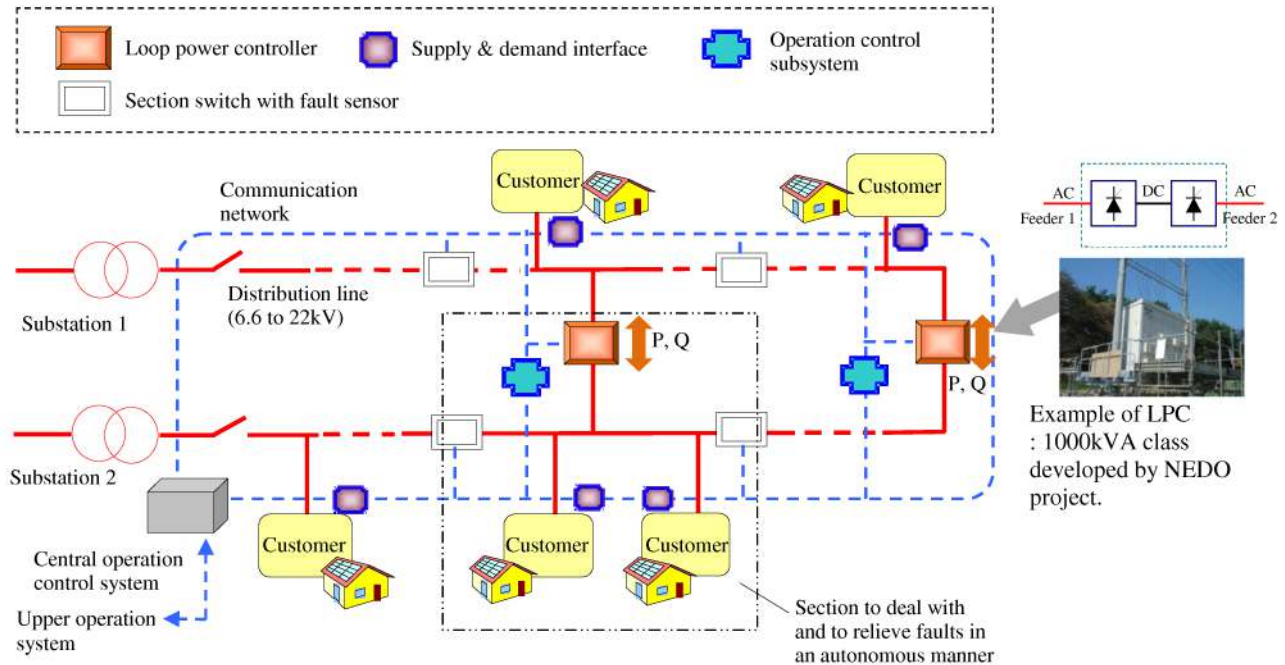 Loop power controller
Supply & demand interface
Operation control
subsystem
Section switch with fault sensor
Communication
network
Customer
Customer
AC
DC
AC
Feeder 1
Feeder 2
Substation 1
Distribution line
(6.6 to 22kV)
P, Q
P, Q
Example of LPC
: 1000kVA class
developed by NEDO
project.
Substation 2
Central operation
control system
Upper operation
system
Customer
Customer
Customer
Section to deal with
and to relieve faults in
an autonomous manner